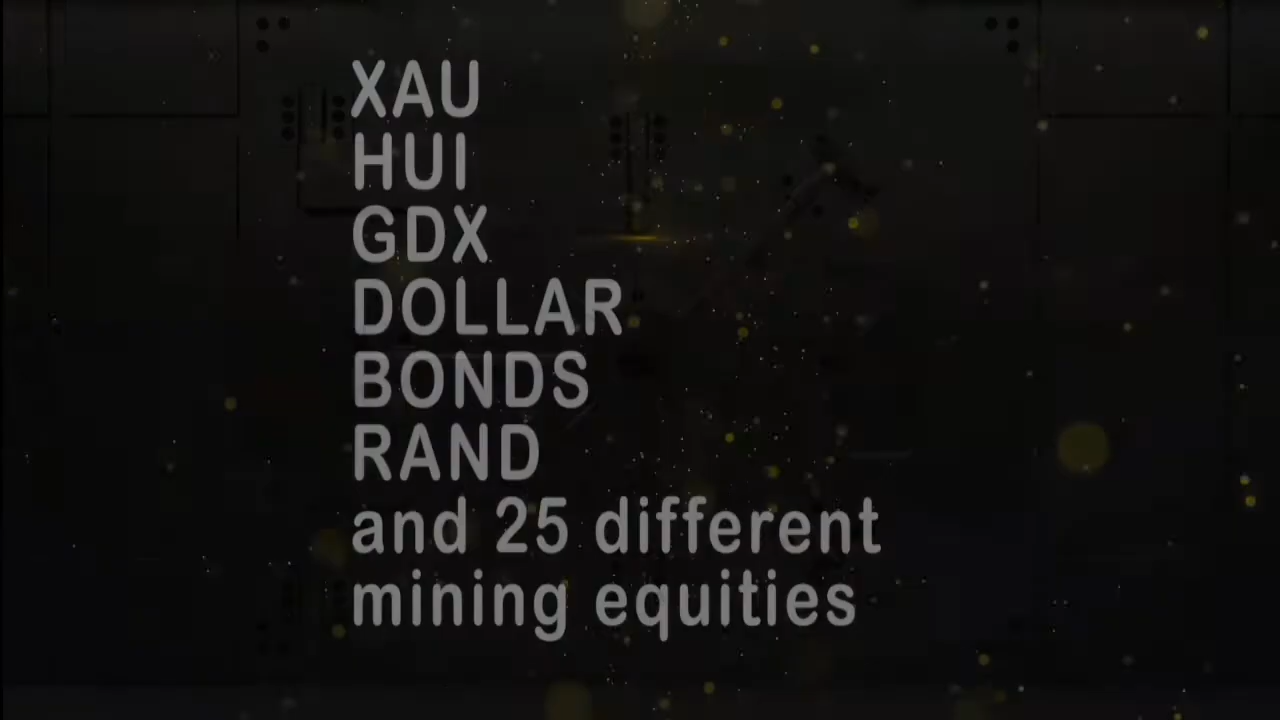 XAU
HUI
GDX
DOLLAR
BONDS
RAND
and 25 different
mining equities